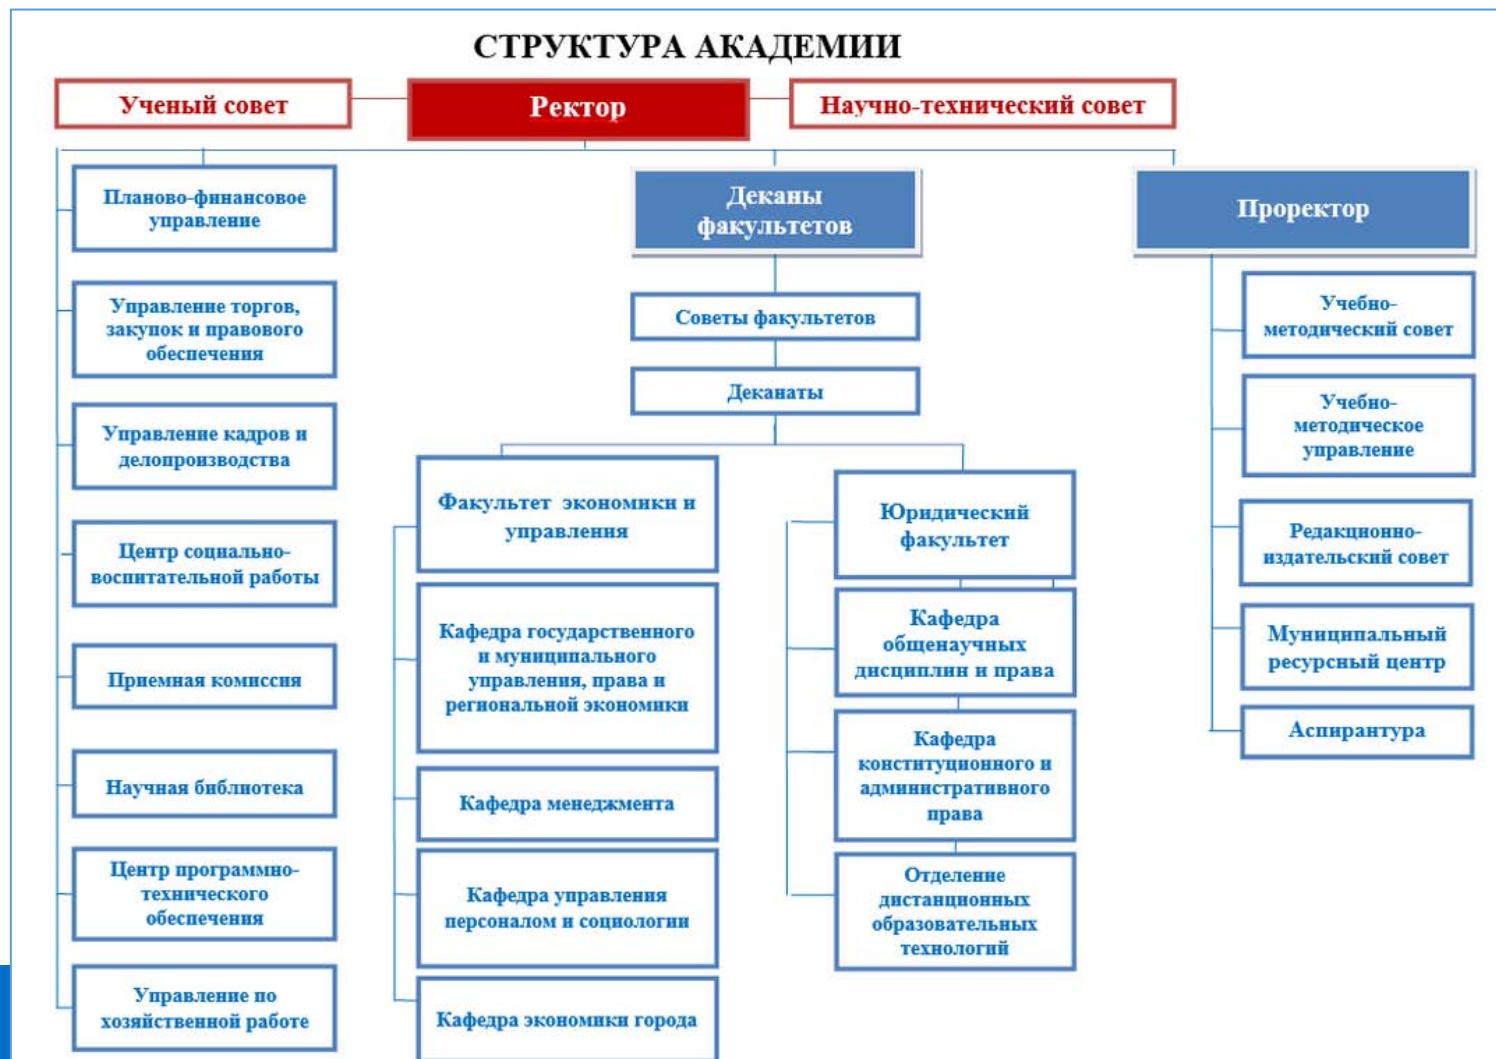 СТРУКТУРА АКАДЕМИИ
Ученый совет
Ректор
Научно-технический совет
Планово-финансовое
управление
Управление торгов,
закупок и правового
обеспечения
Управление кадров и
делопроизводства
Центр социально-
воспитательной работы
Приемная комиссия
Научная библиотека
Центр программно-
технического
обеспечения
Управление по
хозяйственной работе
Деканы
факультетов
Советы факультетов
Деканаты
Факультет экономики и
управления
Кафедра государственного
и муниципального
управления, права и
региональной экономики
Кафедра менеджмента
Кафедра управления
персоналом и социологии
Кафедра экономики города
Юридический
факультет
Кафедра
общенаучных
дисциплин и права
Кафедра
конституционного и
административного
права
Отделение
дистанционных
образовательных
технологий
Проректор
Учебно-
методический совет
Учебно-
методическое
управление
Редакционно-
издательский совет
Муниципальный
ресурсный центр
Аспирантура